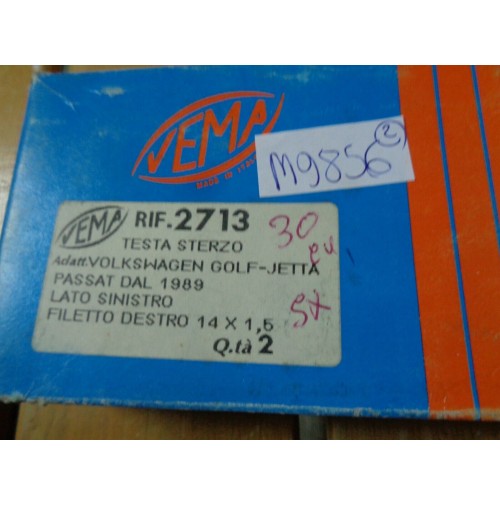 VEMA
MADE IN ITALY
M9856 2
VEMA RIF.2713
TESTA STERZO
Adatt.VOLKSWAGEN GOLF-JETTA
PASSAT DAL 1989
LATO SINISTRO
FILETTO DESTRO 14 X 1,5
Q.tà 2
30